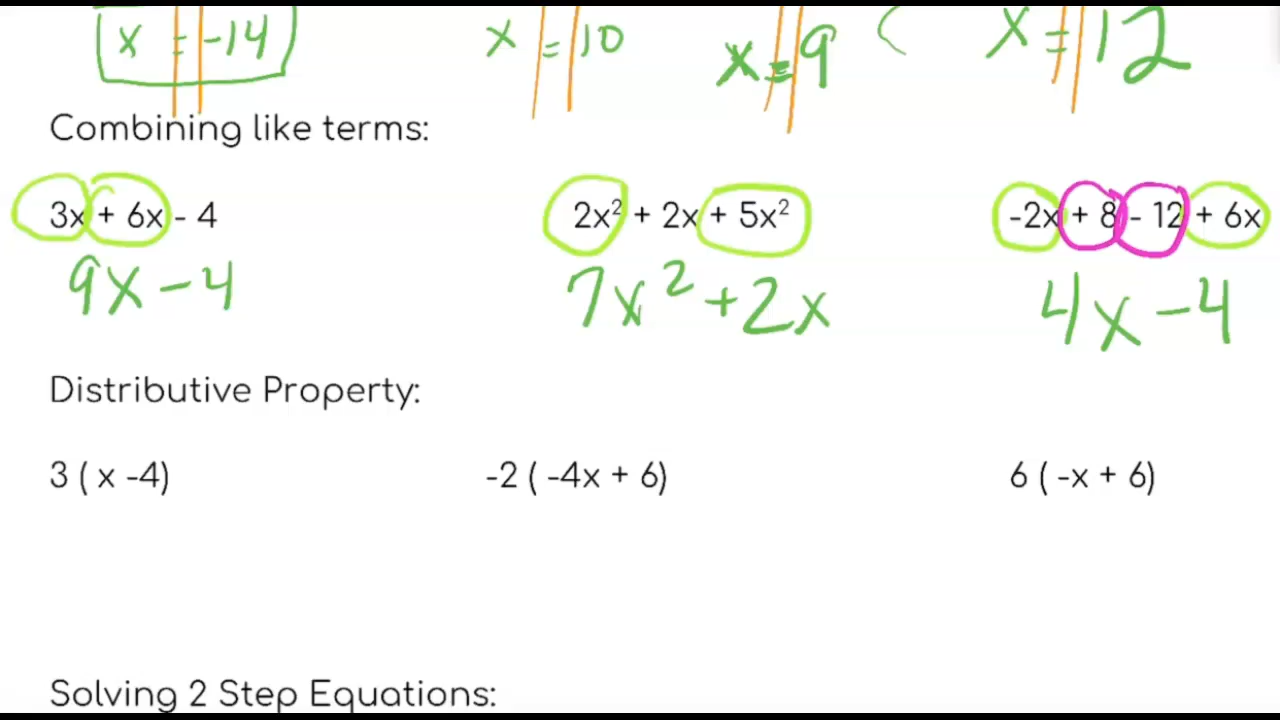 x = -14 x = 10 x = 9 x = 12
Combining like terms:
3x + 6x - 4 2x² + 2x + 5x² -2x + 8 - 12 + 6x
9x - 4 7x² + 2x 4x - 4
Distributive Property:
3 ( x -4) -2 ( -4x + 6) 6 ( -x + 6)
Solving 2 Step Equations: